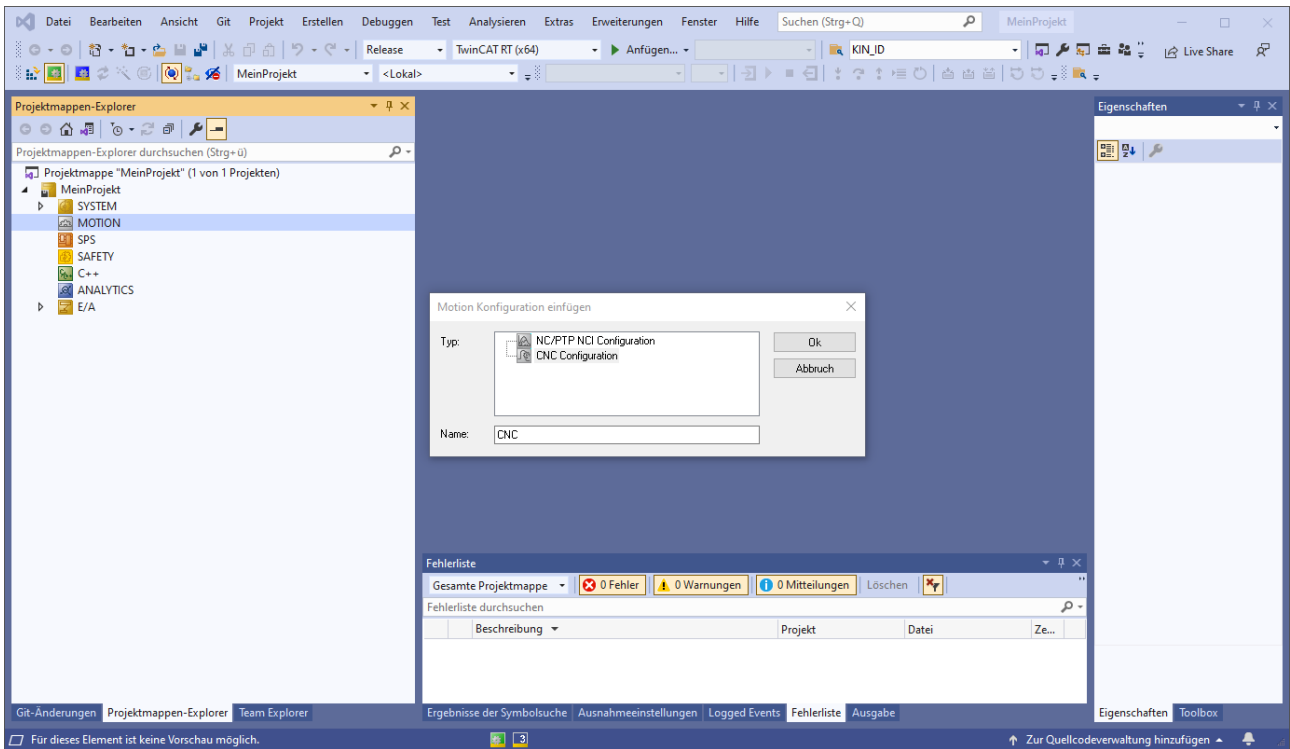 Datei Bearbeiten Ansicht Git Projekt Erstellen Debuggen Test Analysieren Extras Erweiterungen Fenster Hilfe Suchen (Strg+Q) MeinProjekt
Release TwinCAT RT (x64) Anfügen... KIN_ID Live Share
MeinProjekt <Lokal>
Projektmappen-Explorer
Projektmappen-Explorer durchsuchen (Strg+ü)
Projektmappe "MeinProjekt" (1 von 1 Projekten)
MeinProjekt
SYSTEM
MOTION
SPS
SAFETY
C++
ANALYTICS
E/A
Motion Konfiguration einfügen
Typ:
NC/PTP NCI Configuration
CNC Configuration
Ok
Abbruch
Name: CNC
Fehlerliste
Gesamte Projektmappe 0 Fehler 0 Warnungen 0 Mitteilungen Löschen
Fehlerliste durchsuchen
Beschreibung Projekt Datei Ze...
Eigenschaften
Git-Änderungen Projektmappen-Explorer Team Explorer
Ergebnisse der Symbolsuche Ausnahmeeinstellungen Logged Events Fehlerliste Ausgabe
Eigenschaften Toolbox
Für dieses Element ist keine Vorschau möglich. 3 Zur Quellcodeverwaltung hinzufügen